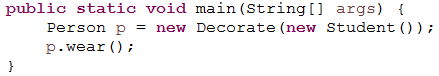 public static void main(String[] args) {
    Person p = new Decorate(new Student());
    p.wear();
}